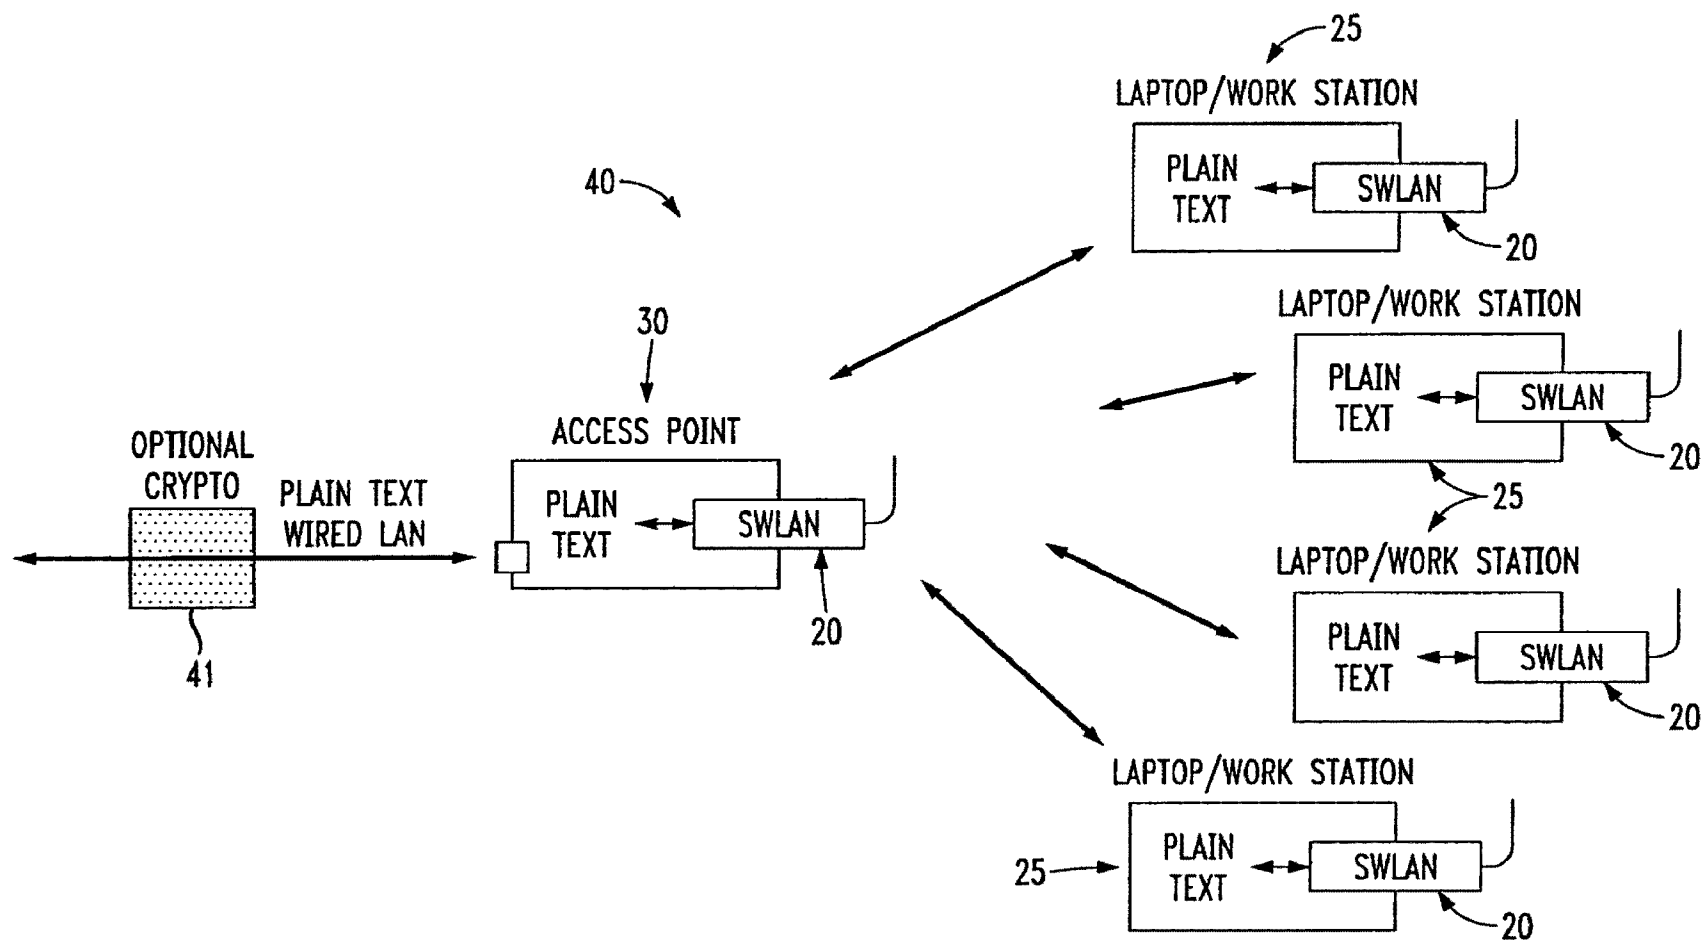 25
LAPTOP/WORK STATION
PLAIN
TEXT
SWLAN
20
40
LAPTOP/WORK STATION
PLAIN
TEXT
SWLAN
20
25
30
ACCESS POINT
PLAIN
TEXT
SWLAN
20
OPTIONAL
CRYPTO
PLAIN TEXT
WIRED LAN
41
LAPTOP/WORK STATION
PLAIN
TEXT
SWLAN
20
LAPTOP/WORK STATION
25
PLAIN
TEXT
SWLAN
20